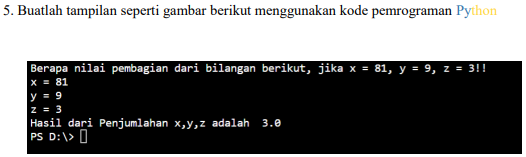 5. Buatlah tampilan seperti gambar berikut menggunakan kode pemrograman Python
Berapa nilai pembagian dari bilangan berikut, jika x = 81, y = 9, z = 3!!
x = 81
y = 9
z = 3
Hasil dari Penjumlahan x,y,z adalah  3.0
PS D:\>